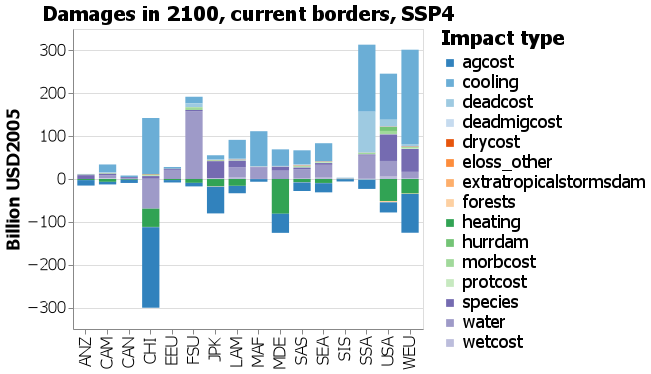 Damages in 2100, current borders, SSP4
Billion USD2005
300
200
100
0
−100
−200
−300
ANZ
CAM
CAN
CHI
EEU
FSU
JPK
LAM
MAF
MDE
SAS
SEA
SIS
SSA
USA
WEU
Impact type
agcost
cooling
deadcost
deadmigcost
drycost
eloss_other
extratropicalstormsdam
forests
heating
hurrdam
morbcost
protcost
species
water
wetcost